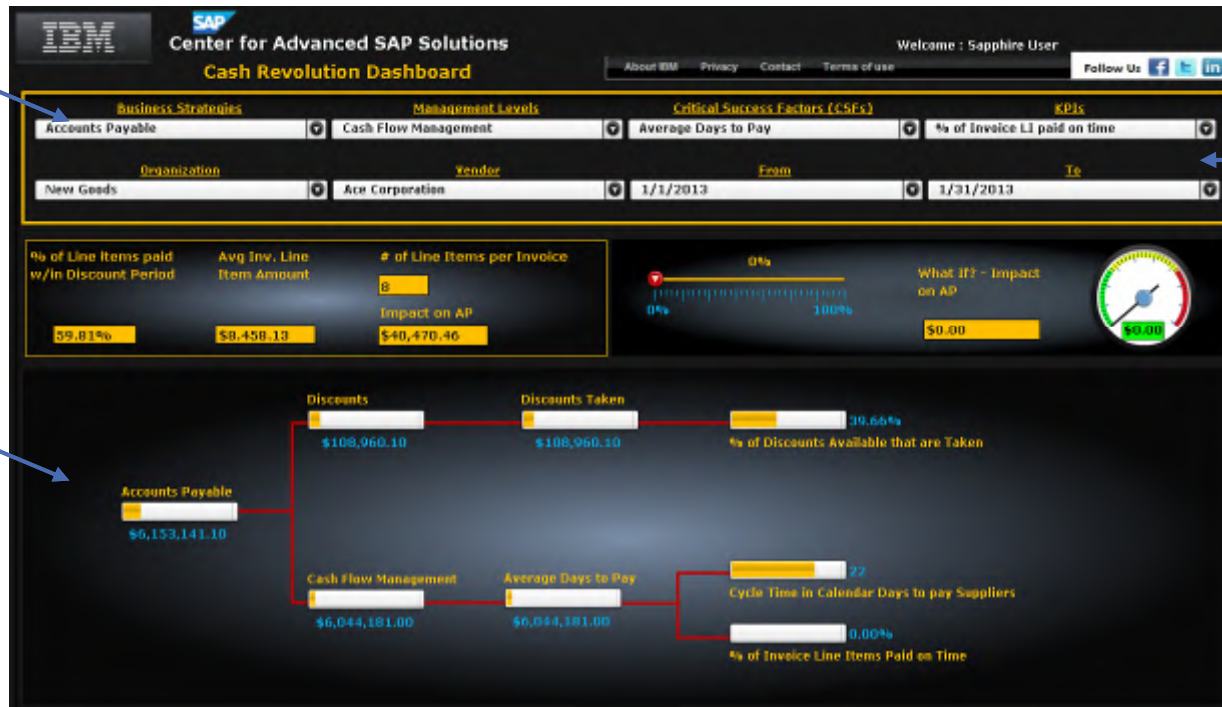 IBM
SAP
Center for Advanced SAP Solutions
Cash Revolution Dashboard
Welcome : Sapphire User
About IBM Privacy Contact Terms of use
Follow Us f t in
Business Strategies Management Levels Critical Success Factors (CSFs) KPIs
Accounts Payable Cash Flow Management Average Days to Pay % of Invoice LI paid on time
Organization Vendor From To
New Goods Ace Corporation 1/1/2013 1/31/2013
% of Line Items paid w/in Discount Period
59.81%
Avg Inv. Line Item Amount
$8,458.13
# of Line Items per Invoice
8
Impact on AP
$40,470.46
0%
0% 100%
What If? - Impact on AP
$0.00
$0.00
Discounts
$108,960.10
Discounts Taken
$108,960.10
39.66%
% of Discounts Available that are Taken
Accounts Payable
$6,153,141.10
Cash Flow Management
$6,044,181.00
Average Days to Pay
$6,044,181.00
22
Cycle Time in Calendar Days to pay Suppliers
0.00%
% of Invoice Line Items Paid on Time